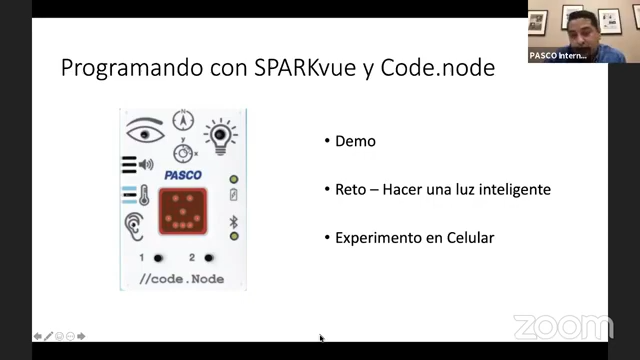 PASCO Intern...
Programando con SPARKvue y Code.node
N
y
x
PASCO
1
2
//code.Node
• Demo
• Reto – Hacer una luz inteligente
• Experimento en Celular
zoom